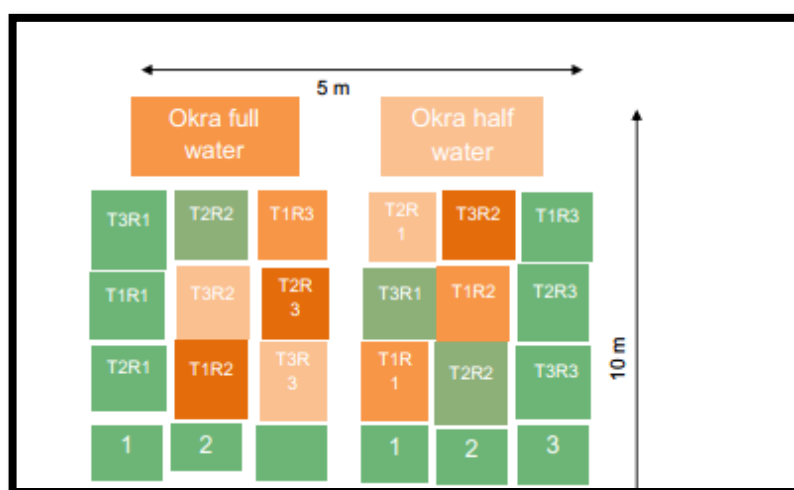 5 m
Okra full
water
Okra half
water
T3R1
T2R2
T1R3
T2R
1
T3R2
T1R3
T1R1
T3R2
T2R
3
T3R1
T1R2
T2R3
T2R1
T1R2
T3R
3
T1R
1
T2R2
T3R3
10 m
1
2
1
2
3